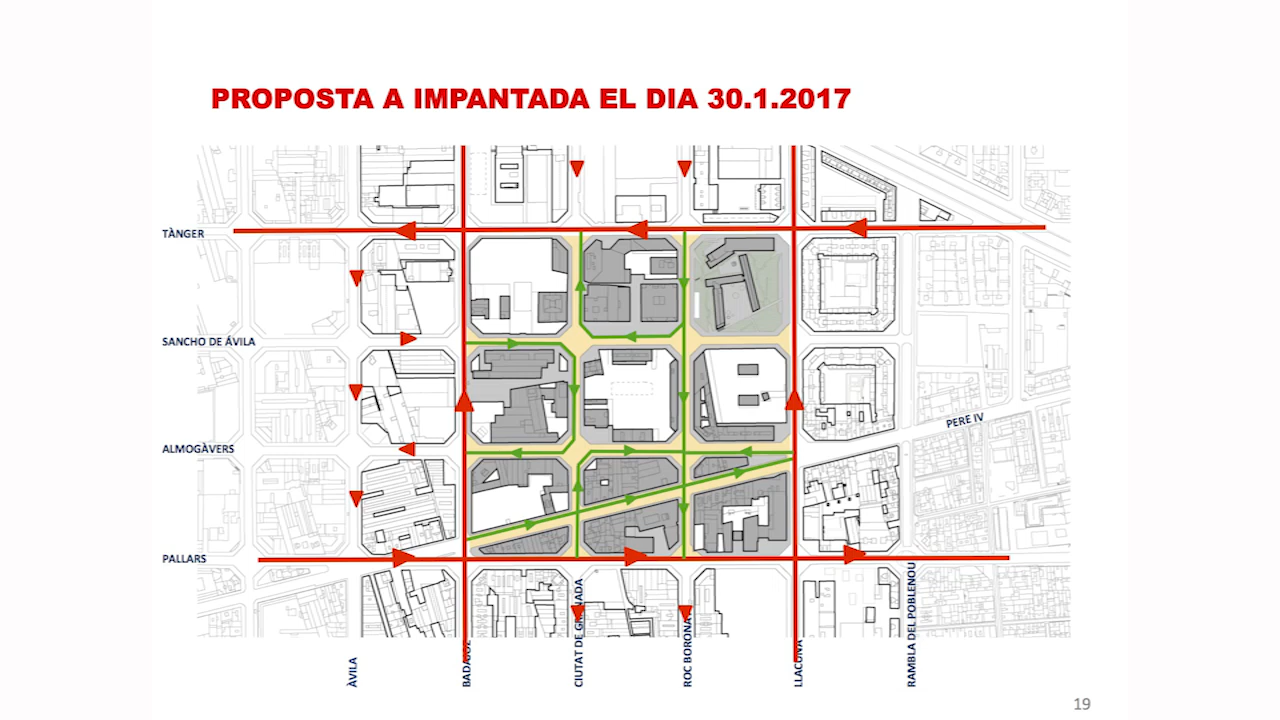 PROPOSTA A IMPANTADA EL DIA 30.1.2017
TÀNGER
SANCHO DE ÁVILA
PERE IV
ALMOGÀVERS
PALLARS
ÀVILA
BADAJOZ
CIUTAT DE GRANADA
ROC BORONAT
LLACUNA
RAMBLA DEL POBLENOU
19